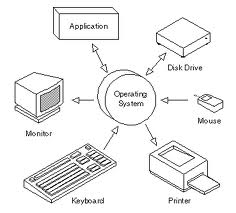 Application
Disk Drive
Operating
System
Monitor
Mouse
Keyboard
Printer